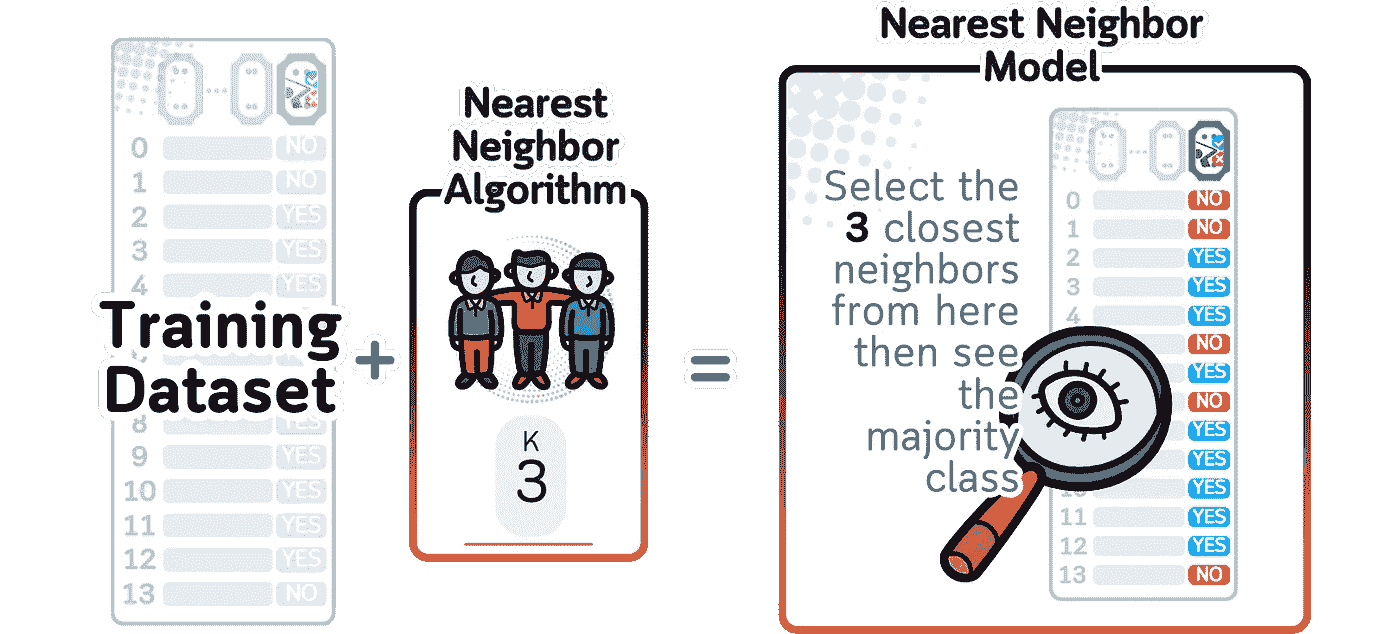 Training
Dataset
0 NO
1 NO
2 YES
3 YES
4 YES
8 YES
9 YES
10 YES
11 YES
12 YES
13 NO
+
Nearest
Neighbor
Algorithm
K
3
=
Nearest Neighbor
Model
Select the
3 closest
neighbors
from here
then see
the
majority
class
0 NO
1 NO
2 YES
3 YES
4 YES
NO
YES
NO
YES
YES
10 YES
11 YES
12 YES
13 NO